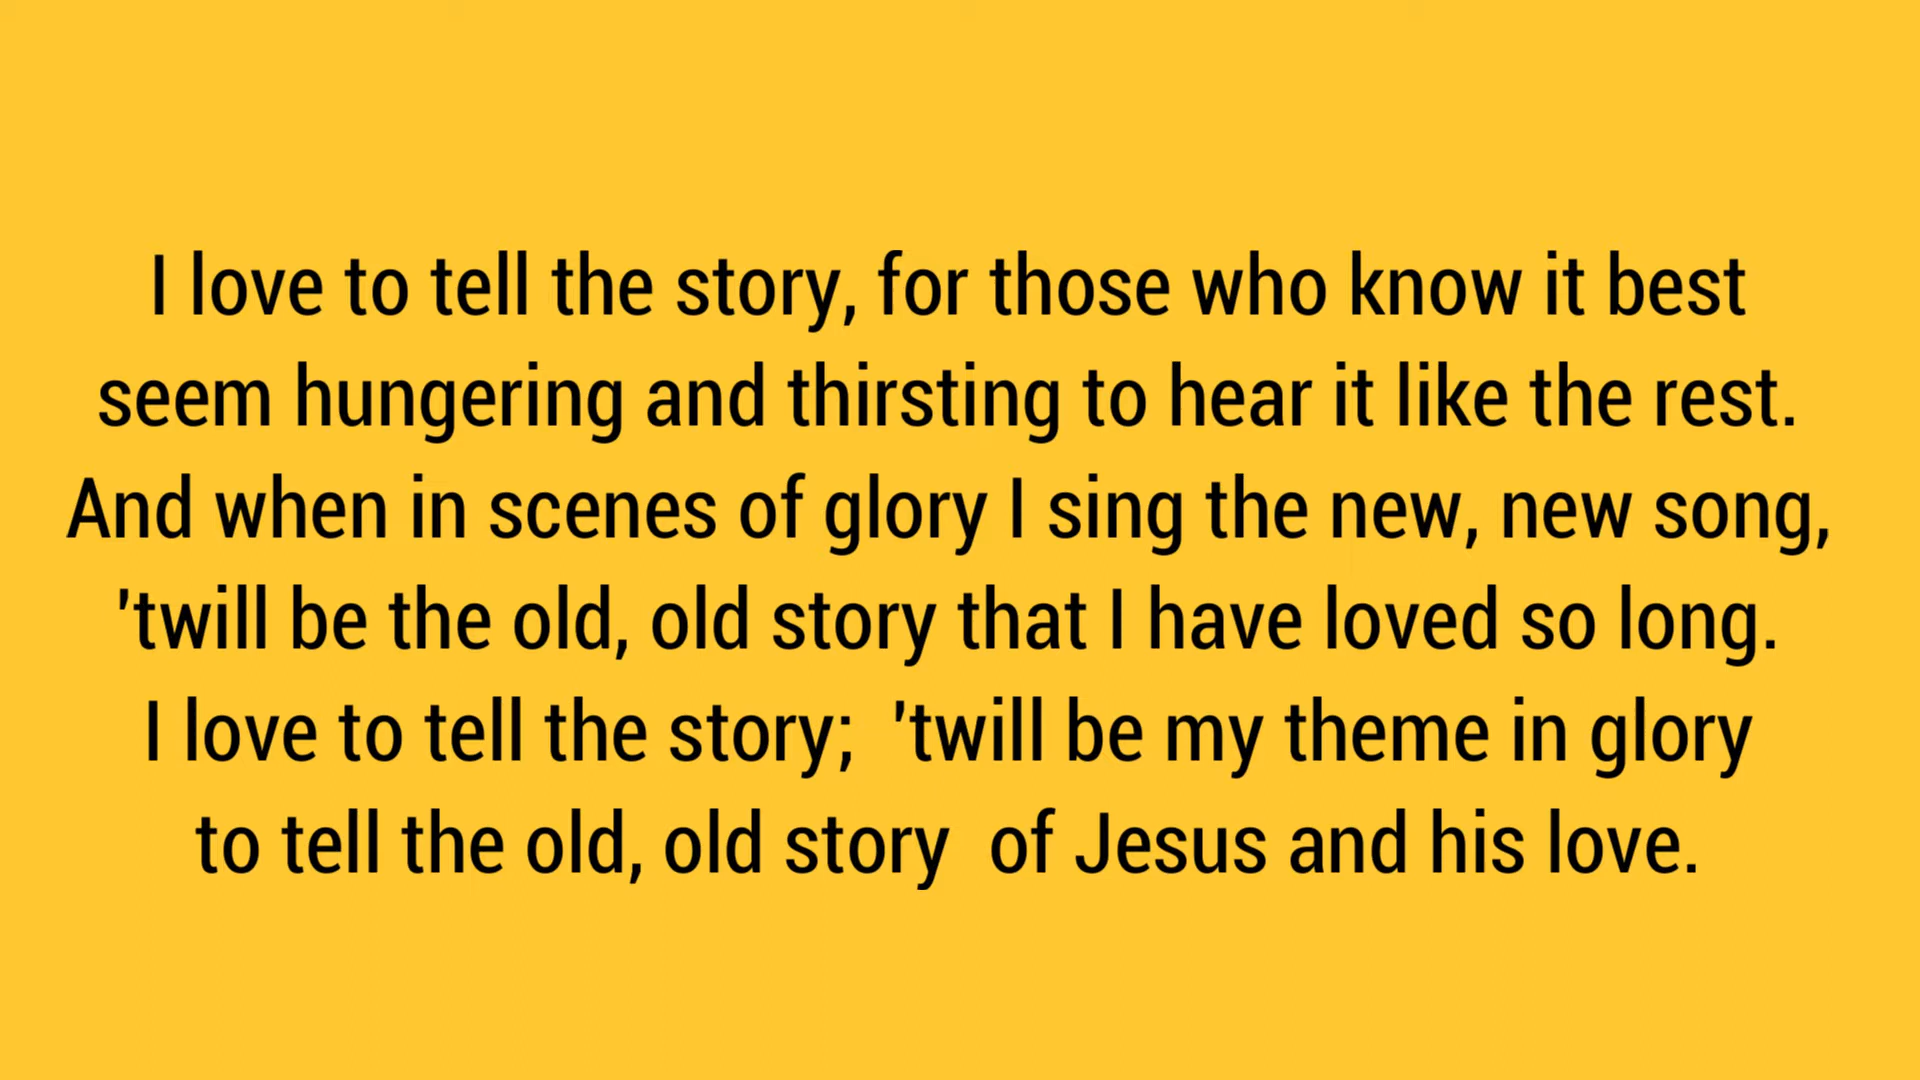 I love to tell the story, for those who know it best
seem hungering and thirsting to hear it like the rest.
And when in scenes of glory I sing the new, new song,
'twill be the old, old story that I have loved so long.
I love to tell the story;  'twill be my theme in glory
to tell the old, old story  of Jesus and his love.